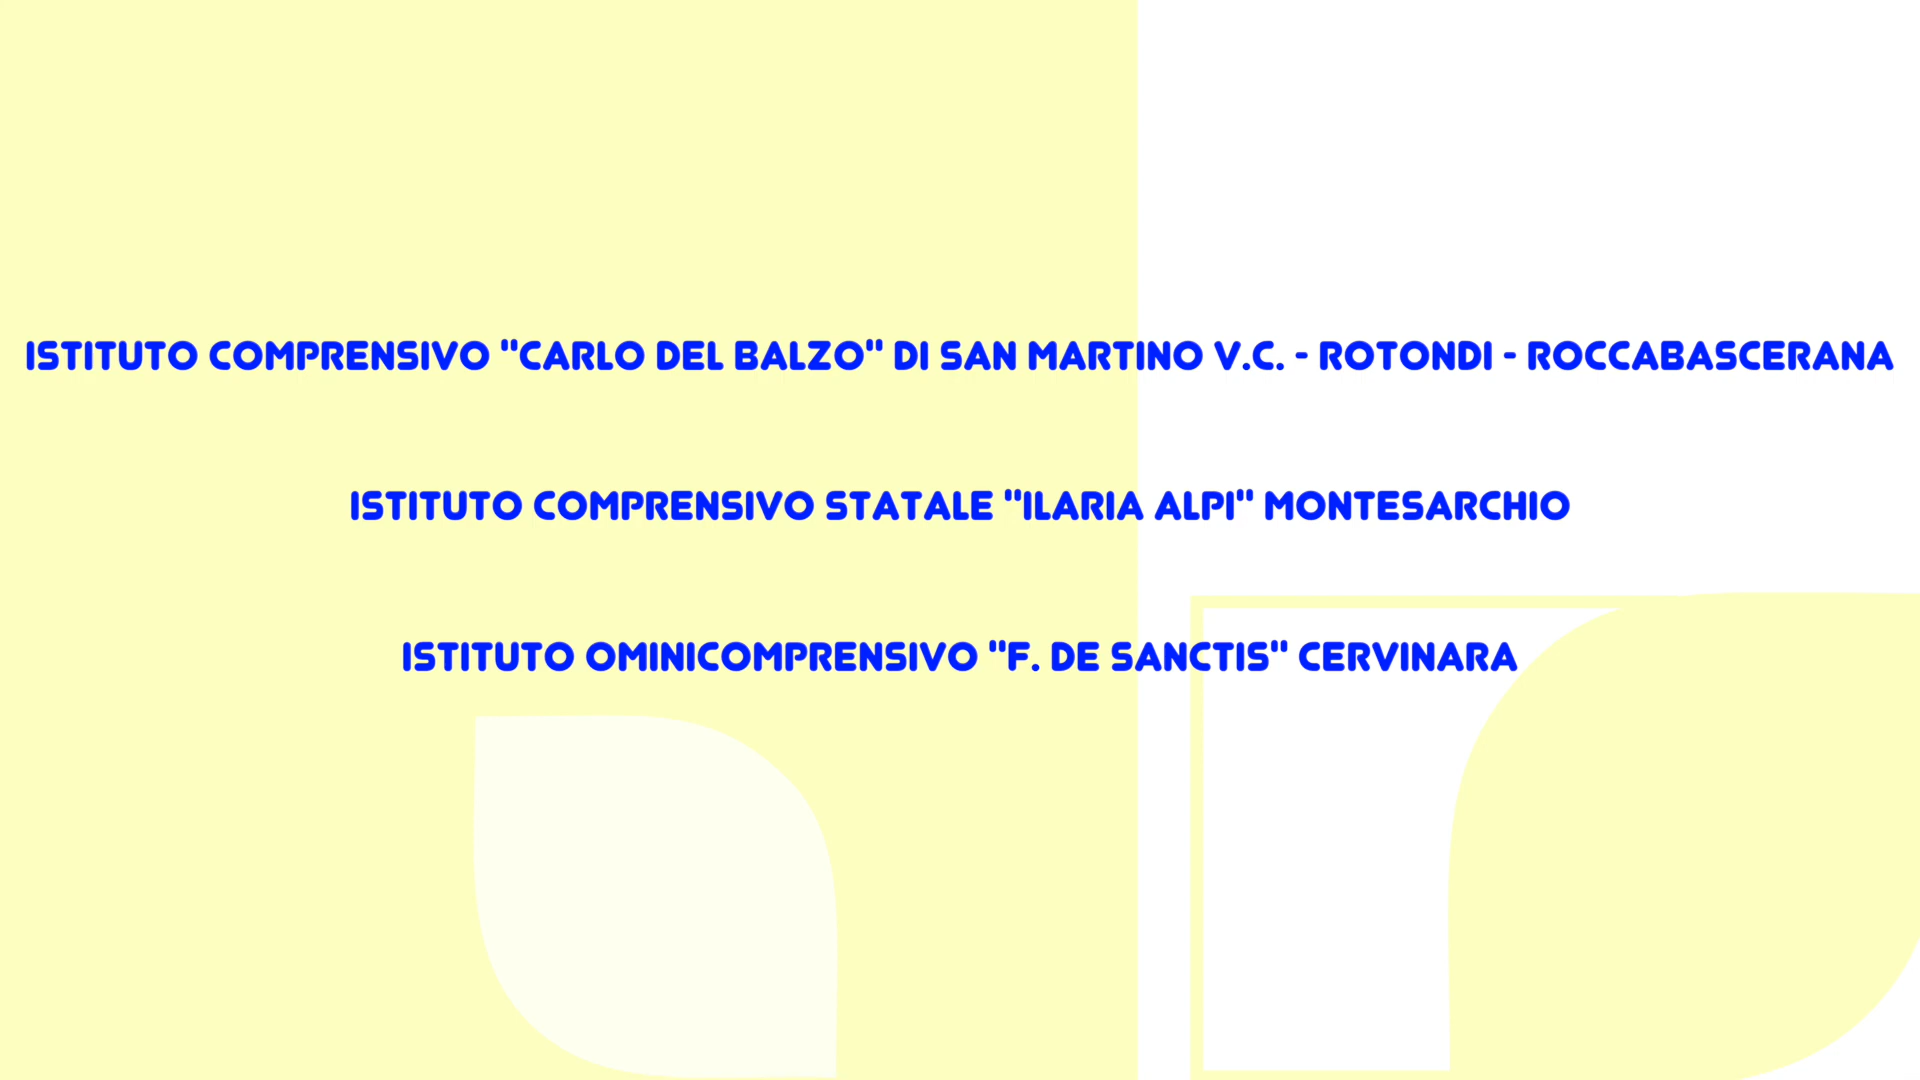 ISTITUTO COMPRENSIVO "CARLO DEL BALZO" DI SAN MARTINO V.C. - ROTONDI - ROCCABASCERANA
ISTITUTO COMPRENSIVO STATALE "ILARIA ALPI" MONTESARCHIO
ISTITUTO OMINICOMPRENSIVO "F. DE SANCTIS" CERVINARA